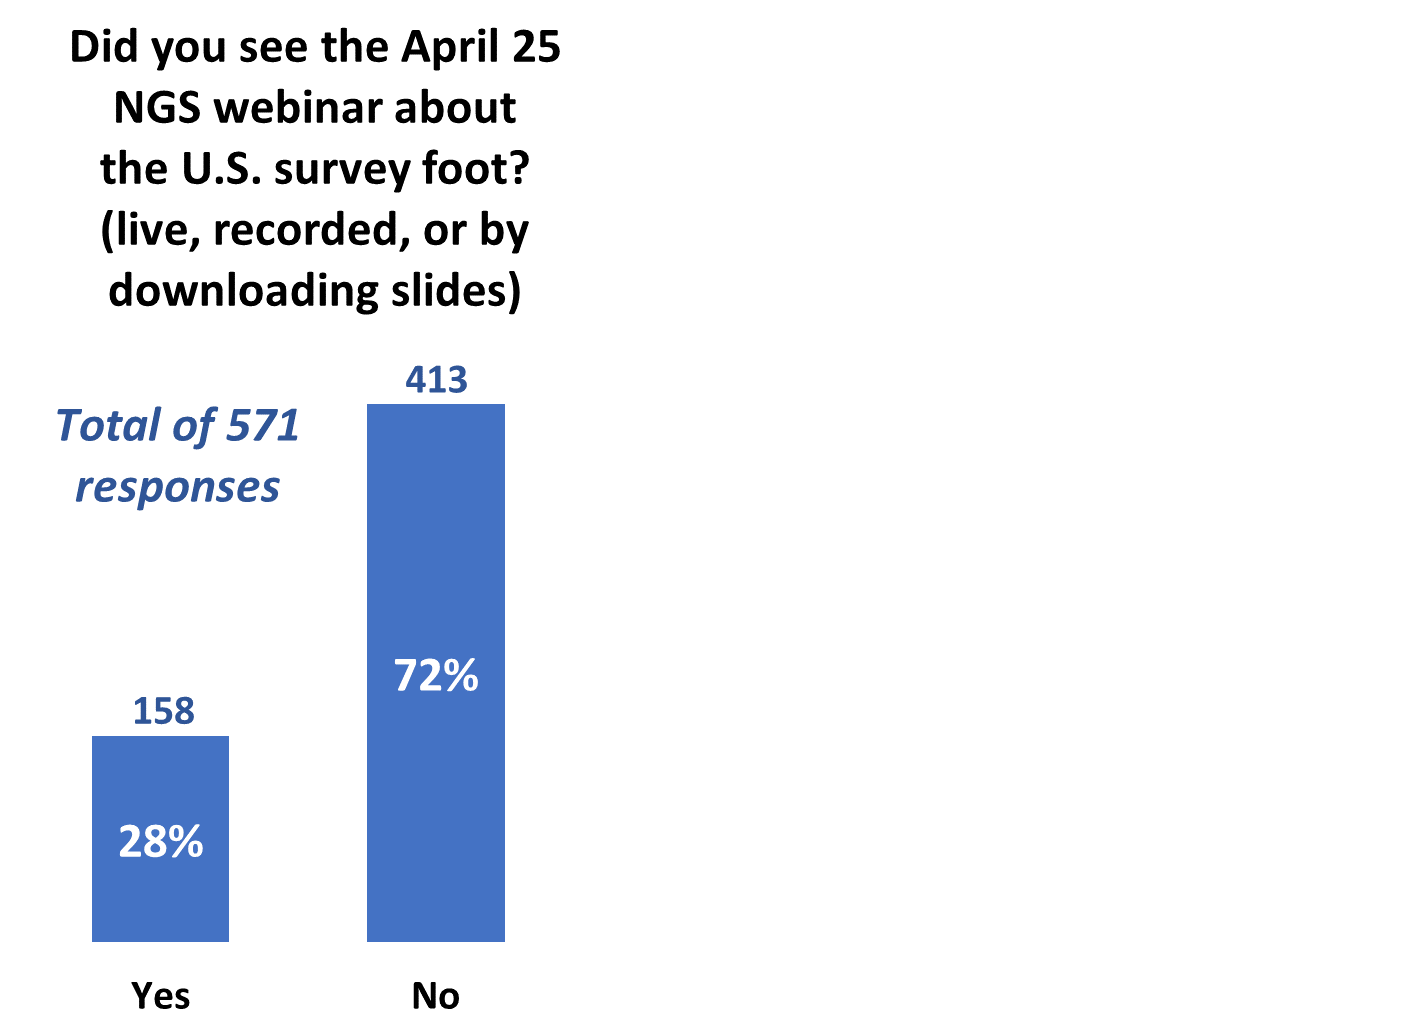 Did you see the April 25
NGS webinar about
the U.S. survey foot?
(live, recorded, or by
downloading slides)
Total of 571
responses
413
72%
158
28%
Yes
No